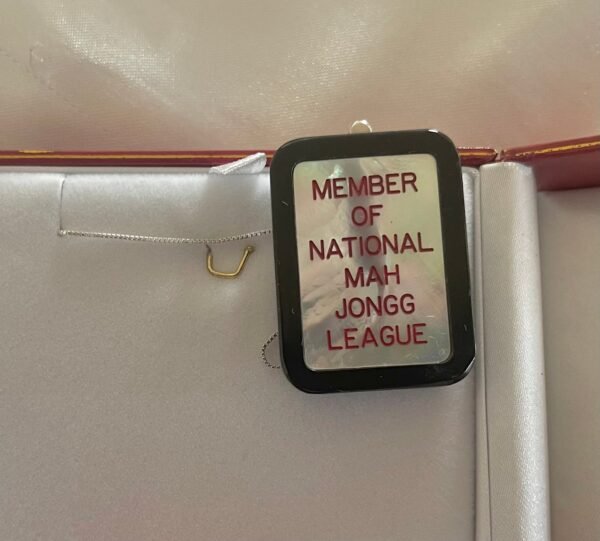 MEMBER
OF
NATIONAL
MAH
JONGG
LEAGUE